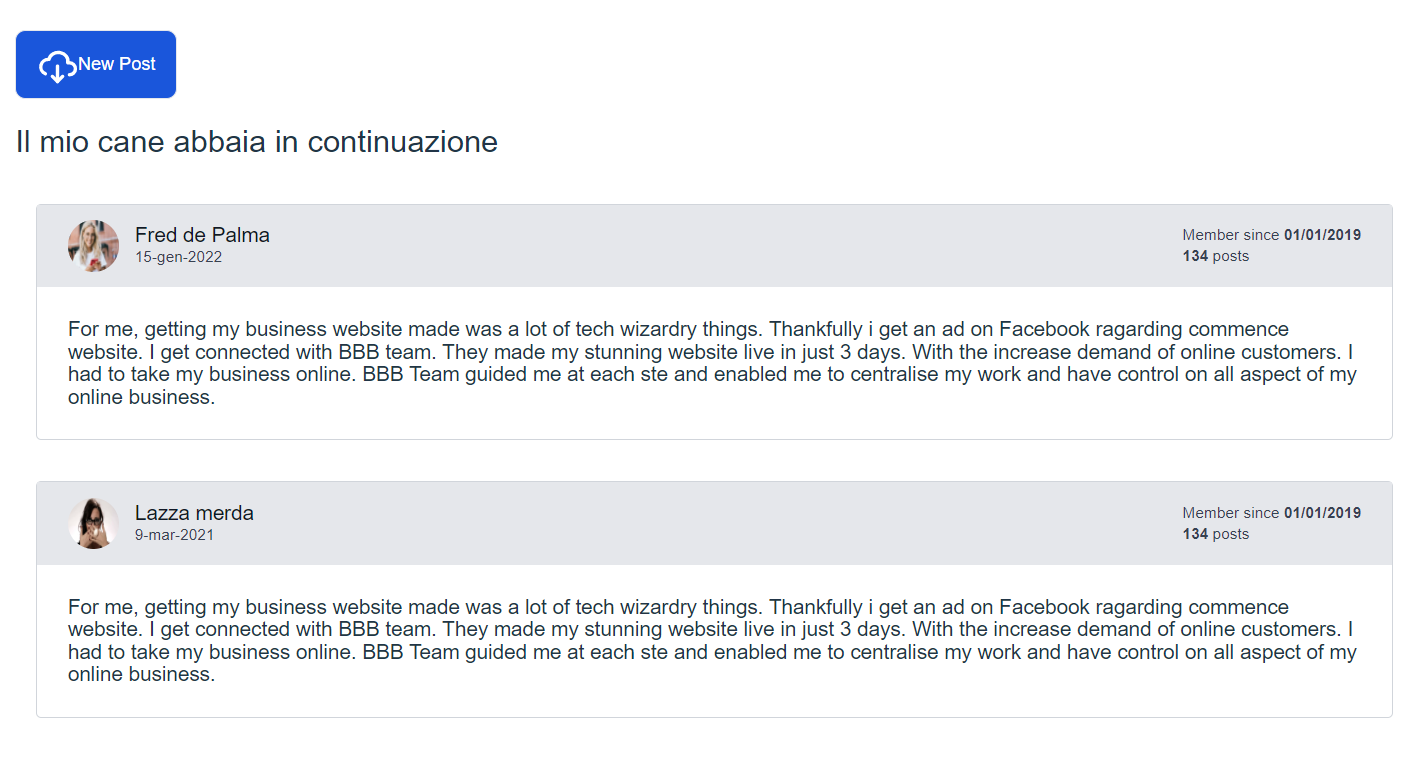 New Post
Il mio cane abbaia in continuazione
Fred de Palma
15-gen-2022
Member since 01/01/2019
134 posts
For me, getting my business website made was a lot of tech wizardry things. Thankfully i get an ad on Facebook ragarding commence
website. I get connected with BBB team. They made my stunning website live in just 3 days. With the increase demand of online customers. I
had to take my business online. BBB Team guided me at each ste and enabled me to centralise my work and have control on all aspect of my
online business.
Lazza merda
9-mar-2021
Member since 01/01/2019
134 posts
For me, getting my business website made was a lot of tech wizardry things. Thankfully i get an ad on Facebook ragarding commence
website. I get connected with BBB team. They made my stunning website live in just 3 days. With the increase demand of online customers. I
had to take my business online. BBB Team guided me at each ste and enabled me to centralise my work and have control on all aspect of my
online business.